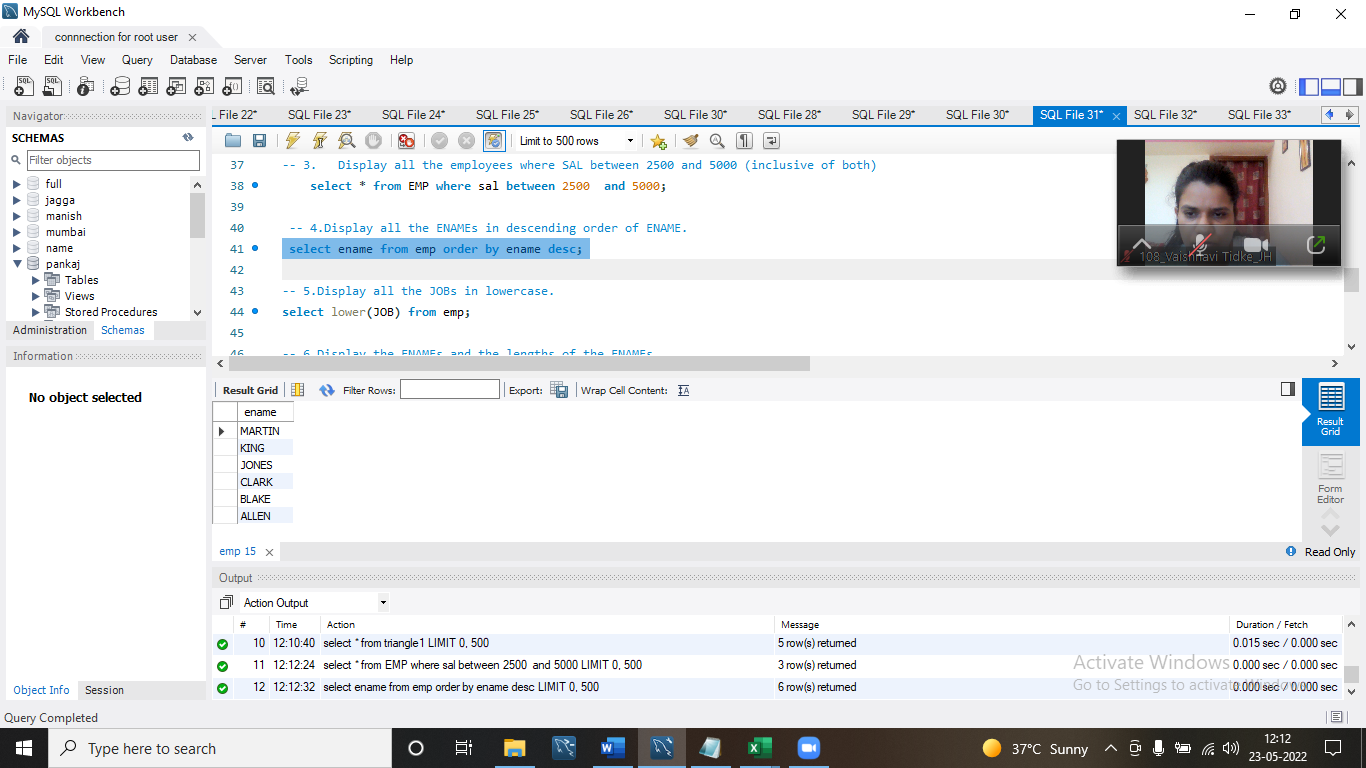 MySQL Workbench
connnection for root user
File Edit View Query Database Server Tools Scripting Help
Navigator
SCHEMAS
Filter objects
full
jagga
manish
mumbai
name
pankaj
Tables
Views
Stored Procedures
Administration Schemas
Information
No object selected
Object Info Session
File 22* SQL File 23* SQL File 24* SQL File 25* SQL File 26* SQL File 30* SQL File 28* SQL File 29* SQL File 30* SQL File 31* SQL File 32* SQL File 33*
Limit to 500 rows
37 -- 3. Display all the employees where SAL between 2500 and 5000 (inclusive of both)
38 select * from EMP where sal between 2500 and 5000;
39
40 -- 4.Display all the ENAMEs in descending order of ENAME.
41 select ename from emp order by ename desc;
42
43 -- 5.Display all the JOBs in lowercase.
44 select lower(JOB) from emp;
45
46 -- 6.Display the ENAMEs and the lengths of the ENAMEs
108_Vaishnavi Tidke_JH
Result Grid Filter Rows: Export: Wrap Cell Content:
ename
MARTIN
KING
JONES
CLARK
BLAKE
ALLEN
Result
Grid
Form
Editor
emp 15
Read Only
Output
Action Output
# Time Action Message Duration / Fetch
10 12:10:40 select * from triangle1 LIMIT 0, 500 5 row(s) returned 0.015 sec / 0.000 sec
11 12:12:24 select * from EMP where sal between 2500 and 5000 LIMIT 0, 500 3 row(s) returned 0.000 sec / 0.000 sec
12 12:12:32 select ename from emp order by ename desc LIMIT 0, 500 6 row(s) returned 0.000 sec / 0.000 sec
Activate Windows
Go to Settings to activate Windows.
Query Completed
Type here to search
37°C Sunny
12:12
23-05-2022